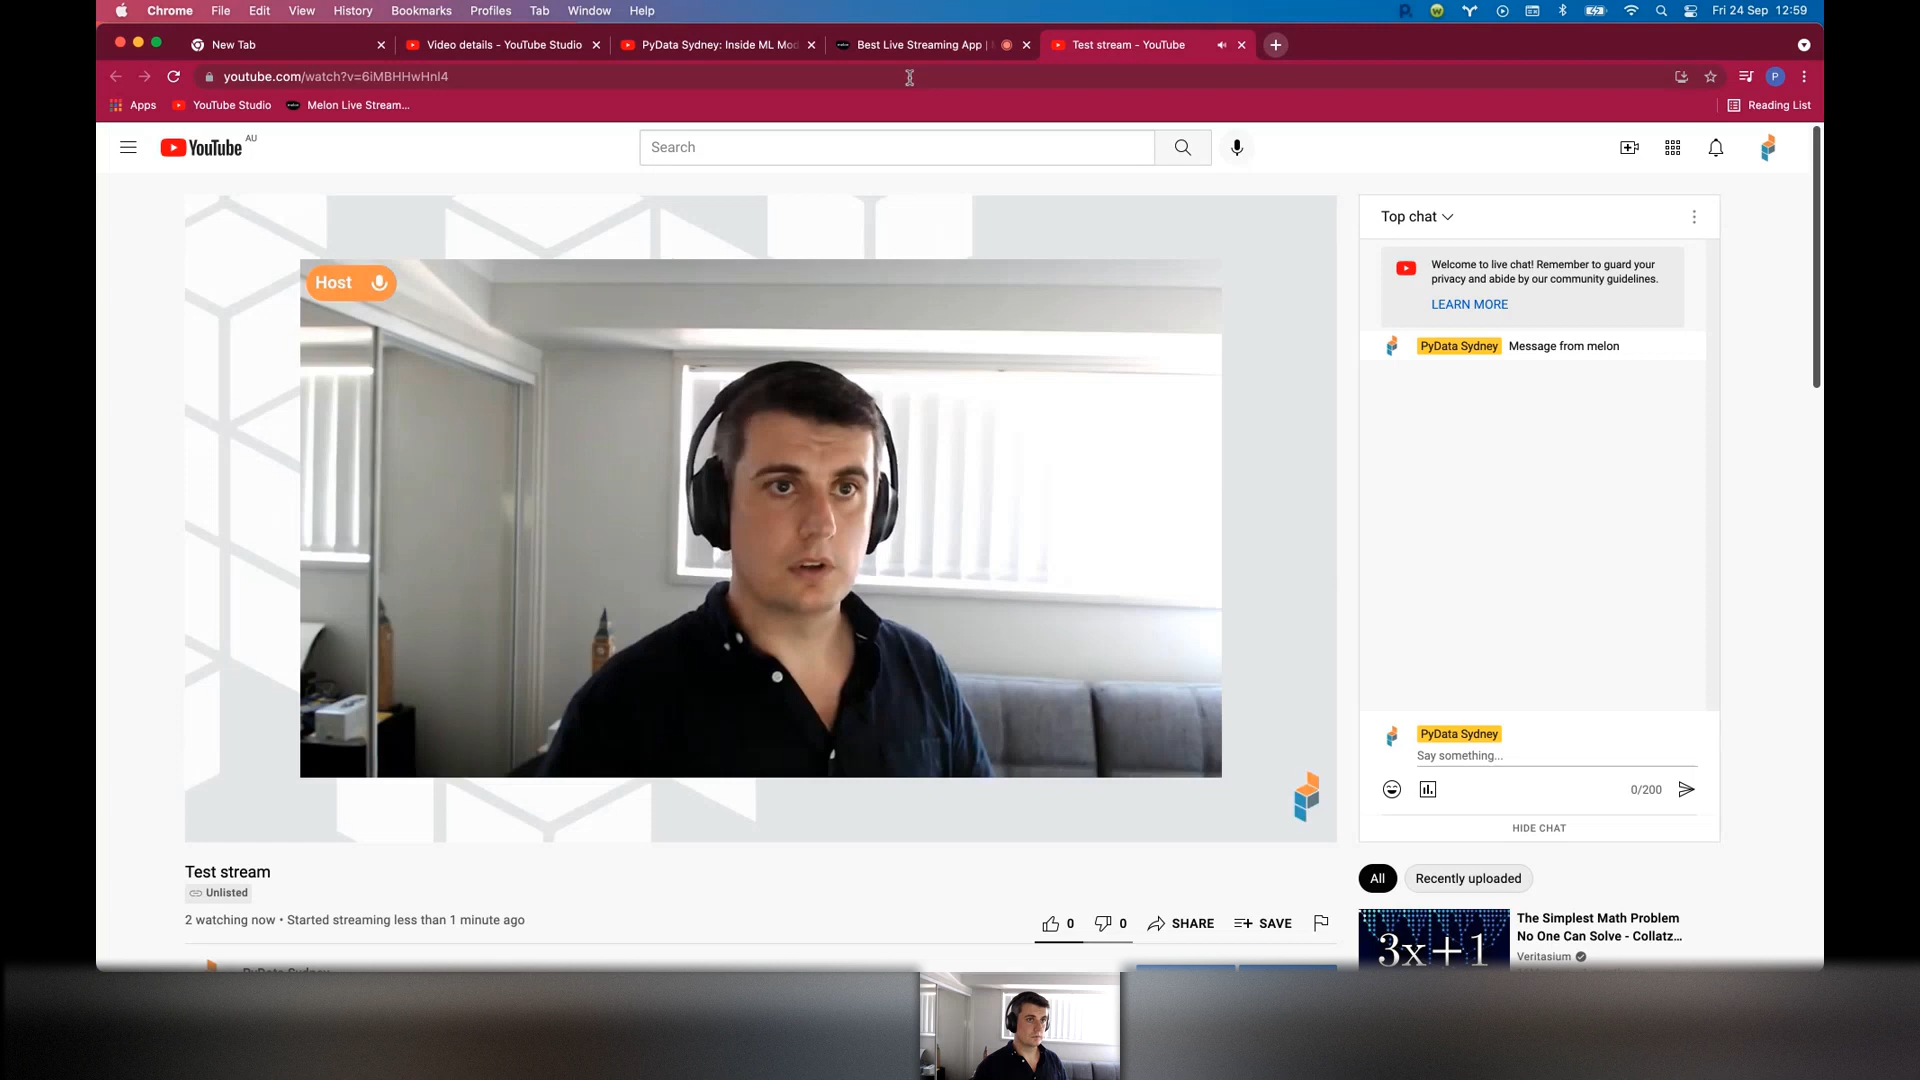 Chrome File Edit View History Bookmarks Profiles Tab Window Help Fri 24 Sep 12:59
New Tab
Video details - YouTube Studio
PyData Sydney: Inside ML Mod
Best Live Streaming App |
Test stream - YouTube
youtube.com/watch?v=6iMBHHwHnI4
P
Apps YouTube Studio Melon Live Stream... Reading List
YouTube AU
Search
Host
Top chat
Welcome to live chat! Remember to guard your
privacy and abide by our community guidelines.
LEARN MORE
PyData Sydney Message from melon
PyData Sydney
Say something...
0/200
HIDE CHAT
Test stream
Unlisted
2 watching now • Started streaming less than 1 minute ago
0 0 SHARE SAVE
All Recently uploaded
3x+1
The Simplest Math Problem
No One Can Solve - Collatz...
Veritasium
PyData Sydney